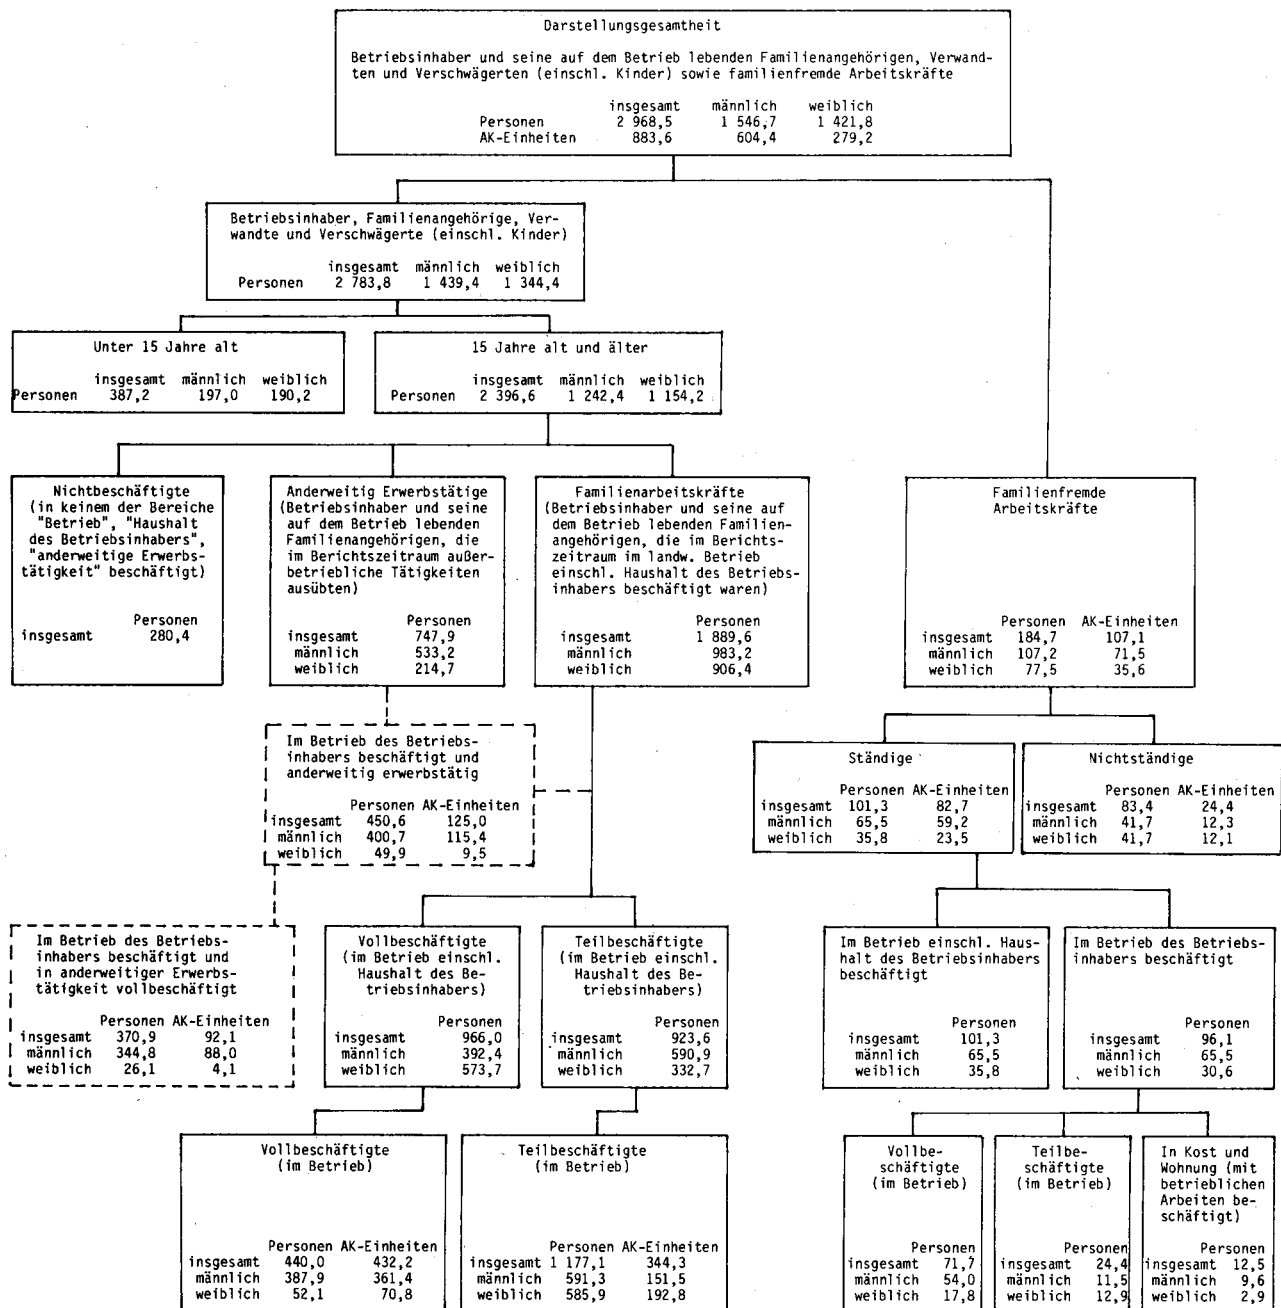 Darstellungsgesamtheit
Betriebsinhaber und seine auf dem Betrieb lebenden Familienangehörigen, Verwand-
ten und Verschwägerten (einschl. Kinder) sowie familienfremde Arbeitskräfte
insgesamt männlich weiblich
Personen 2 968,5 1 546,7 1 421,8
AK-Einheiten 883,6 604,4 279,2
Betriebsinhaber, Familienangehörige, Ver-
wandte und Verschwägerte (einschl. Kinder)
insgesamt männlich weiblich
Personen 2 783,8 1 439,4 1 344,4
Unter 15 Jahre alt
insgesamt männlich weiblich
Personen 387,2 197,0 190,2
15 Jahre alt und älter
insgesamt männlich weiblich
Personen 2 396,6 1 242,4 1 154,2
Nichtbeschäftigte
(in keinem der Bereiche
"Betrieb", "Haushalt
des Betriebsinhabers",
"anderweitige Erwerbs-
tätigkeit" beschäftigt)
Personen
insgesamt 280,4
Anderweitig Erwerbstätige
(Betriebsinhaber und seine
auf dem Betrieb lebenden
Familienangehörigen, die
im Berichtszeitraum außer-
betriebliche Tätigkeiten
ausübten)
Personen
insgesamt 747,9
männlich 533,2
weiblich 214,7
Familienarbeitskräfte
(Betriebsinhaber und seine auf
dem Betrieb lebenden Familien-
angehörigen, die im Berichts-
zeitraum im landw. Betrieb
einschl. Haushalt des Betriebs-
inhabers beschäftigt waren)
Personen
insgesamt 1 889,6
männlich 983,2
weiblich 906,4
Familienfremde
Arbeitskräfte
Personen AK-Einheiten
insgesamt 184,7 107,1
männlich 107,2 71,5
weiblich 77,5 35,6
Im Betrieb des Betriebs-
inhabers beschäftigt und
anderweitig erwerbstätig
Personen AK-Einheiten
insgesamt 450,6 125,0
männlich 400,7 115,4
weiblich 49,9 9,5
Ständige
Personen AK-Einheiten
insgesamt 101,3 82,7
männlich 65,5 59,2
weiblich 35,8 23,5
Nichtständige
Personen AK-Einheiten
insgesamt 83,4 24,4
männlich 41,7 12,3
weiblich 41,7 12,1
Im Betrieb des Betriebs-
inhabers beschäftigt und
in anderweitiger Erwerbs-
tätigkeit vollbeschäftigt
Personen AK-Einheiten
insgesamt 370,9 92,1
männlich 344,8 88,0
weiblich 26,1 4,1
Vollbeschäftigte
(im Betrieb einschl.
Haushalt des Be-
triebsinhabers)
Personen
insgesamt 966,0
männlich 392,4
weiblich 573,7
Teilbeschäftigte
(im Betrieb einschl.
Haushalt des Be-
triebsinhabers)
Personen
insgesamt 923,6
männlich 590,9
weiblich 332,7
Im Betrieb einschl. Haus-
halt des Betriebsinhabers
beschäftigt
Personen
insgesamt 101,3
männlich 65,5
weiblich 35,8
Im Betrieb des Betriebs-
inhabers beschäftigt
Personen
insgesamt 96,1
männlich 65,5
weiblich 30,6
Vollbeschäftigte
(im Betrieb)
Personen AK-Einheiten
insgesamt 440,0 432,2
männlich 387,9 361,4
weiblich 52,1 70,8
Teilbeschäftigte
(im Betrieb)
Personen AK-Einheiten
insgesamt 1 177,1 344,3
männlich 591,3 151,5
weiblich 585,9 192,8
Vollbe-
schäftigte
(im Betrieb)
Personen
insgesamt 71,7
männlich 54,0
weiblich 17,8
Teilbe-
schäftigte
(im Betrieb)
Personen
insgesamt 24,4
männlich 11,5
weiblich 12,9
In Kost und
Wohnung (mit
betrieblichen
Arbeiten be-
schäftigt)
Personen
insgesamt 12,5
männlich 9,6
weiblich 2,9